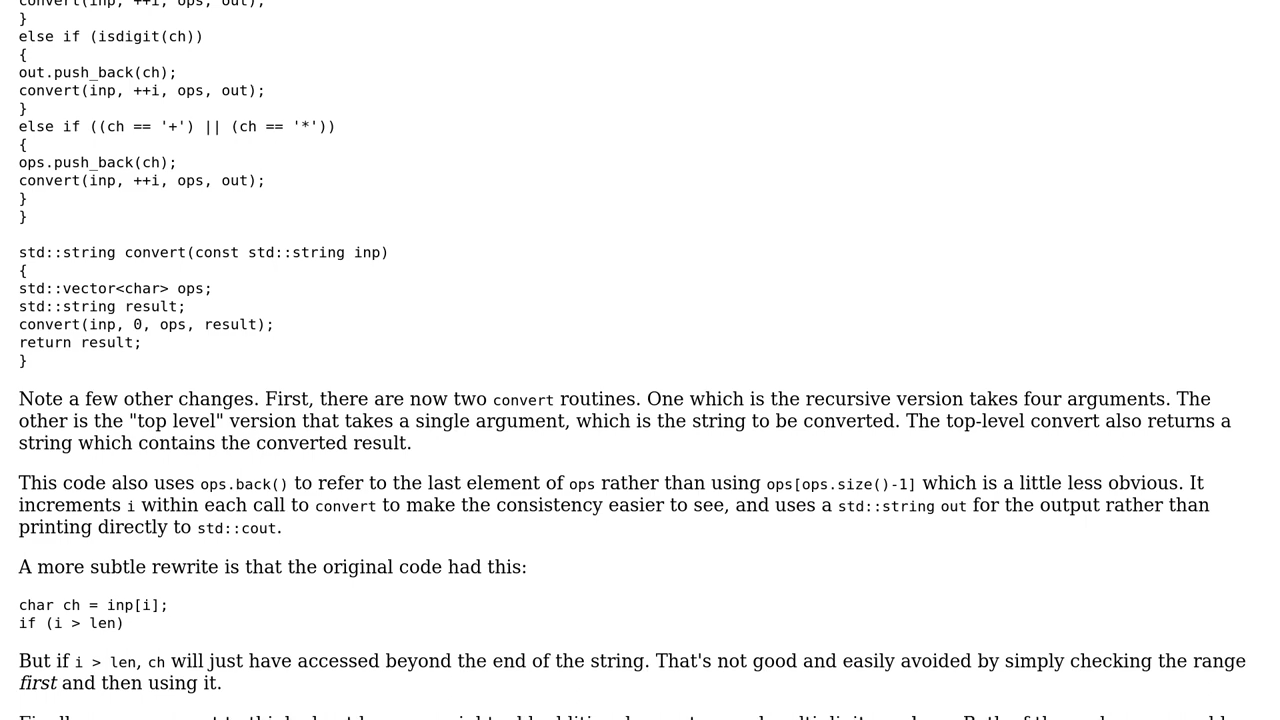 convert(inp, ++i, ops, out);
}
else if (isdigit(ch))
{
out.push_back(ch);
convert(inp, ++i, ops, out);
}
else if ((ch == '+') || (ch == '*'))
{
ops.push_back(ch);
convert(inp, ++i, ops, out);
}
}
std::string convert(const std::string inp)
{
std::vector<char> ops;
std::string result;
convert(inp, 0, ops, result);
return result;
}
Note a few other changes. First, there are now two convert routines. One which is the recursive version takes four arguments. The
other is the "top level" version that takes a single argument, which is the string to be converted. The top-level convert also returns a
string which contains the converted result.
This code also uses ops.back() to refer to the last element of ops rather than using ops[ops.size()-1] which is a little less obvious. It
increments i within each call to convert to make the consistency easier to see, and uses a std::string out for the output rather than
printing directly to std::cout.
A more subtle rewrite is that the original code had this:
char ch = inp[i];
if (i > len)
But if i > len, ch will just have accessed beyond the end of the string. That's not good and easily avoided by simply checking the range
first and then using it.